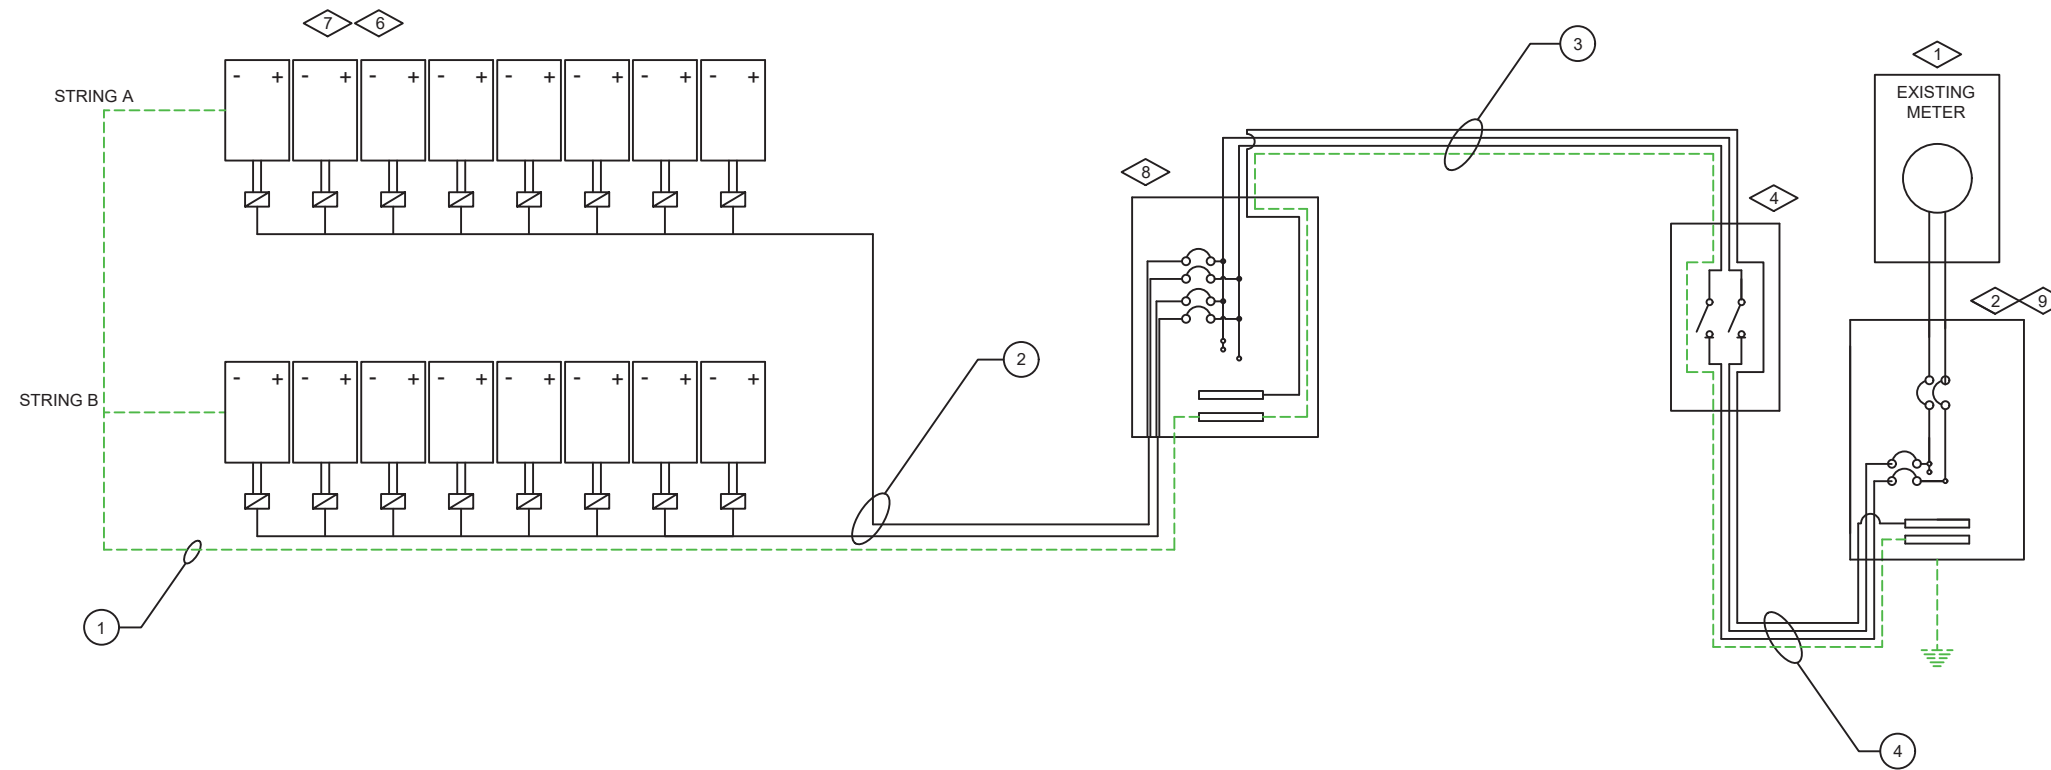 7 6
- + - + - + - + - + - + - + - +
STRING A
3
1
EXISTING
METER
8
4
2 9
2
- + - + - + - + - + - + - + - +
STRING B
1
4